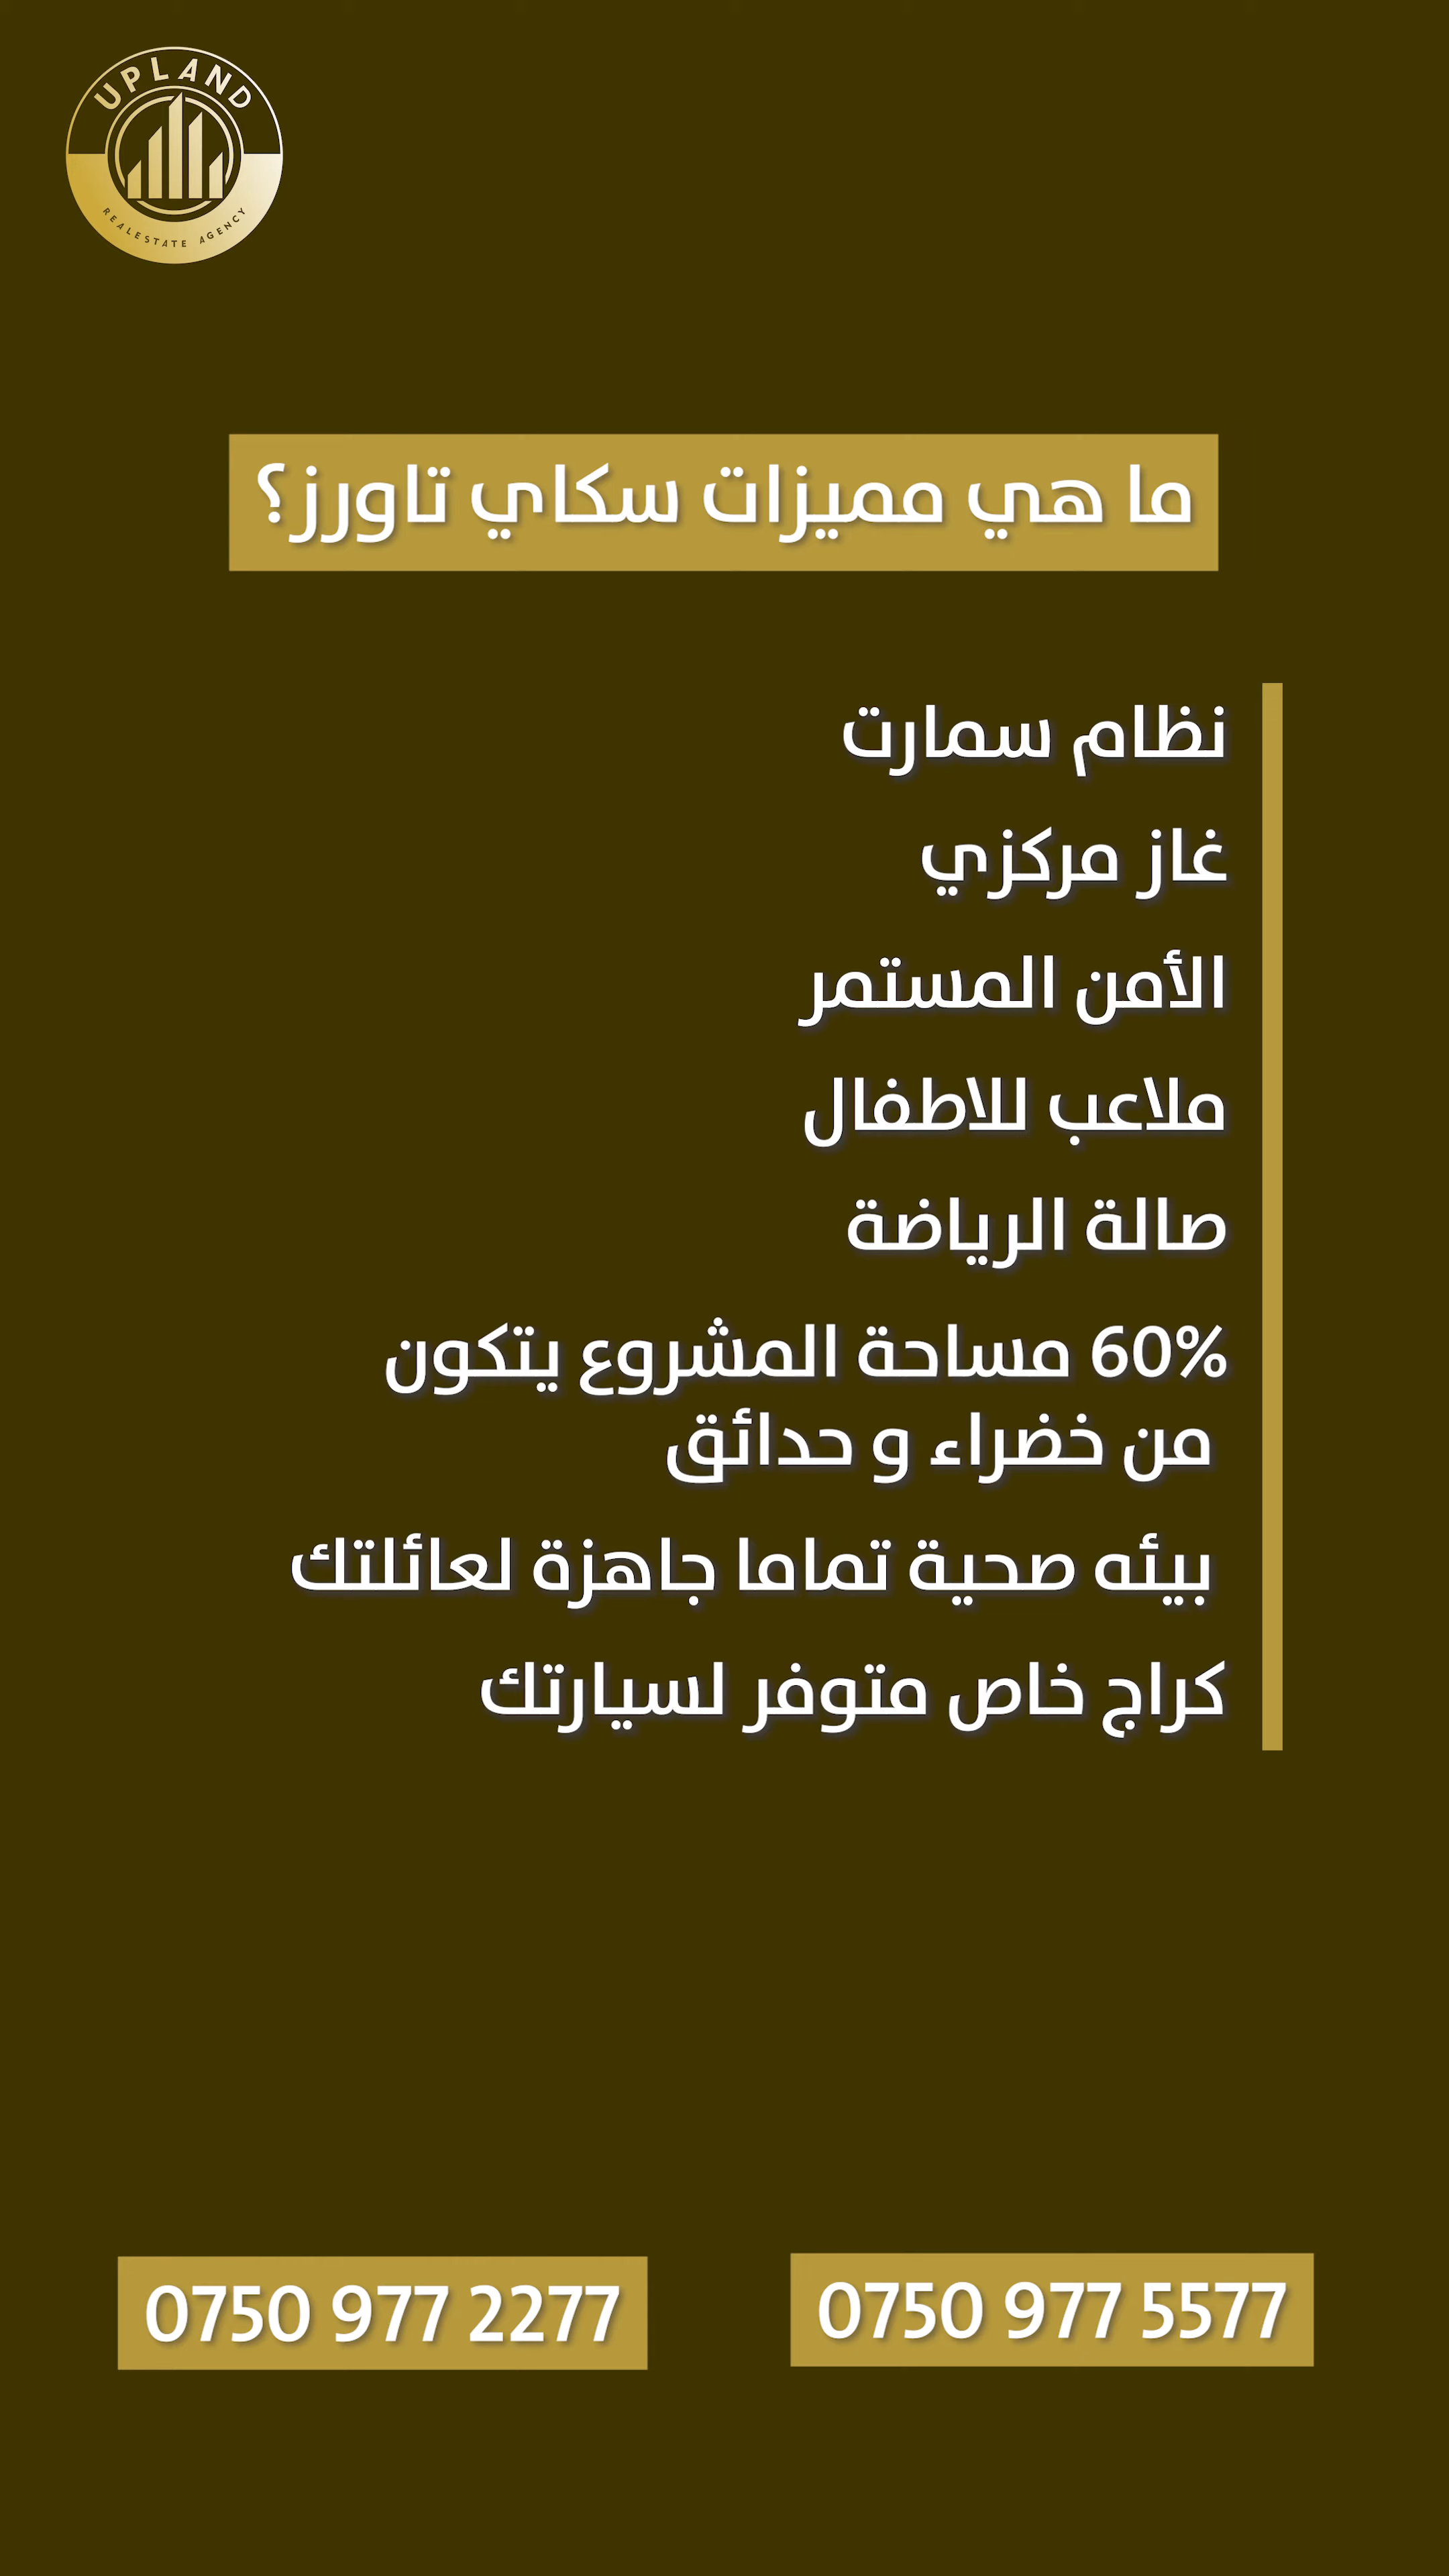 UPLAND
REALESTATE AGENCY
ما هي مميزات سكاي تاورز؟
نظام سمارت
غاز مركزي
الأمن المستمر
ملاعب للاطفال
صالة الرياضة
60% مساحة المشروع يتكون
من خضراء و حدائق
بيئه صحية تماما جاهزة لعائلتك
كراج خاص متوفر لسيارتك
0750 977 5577
0750 977 2277